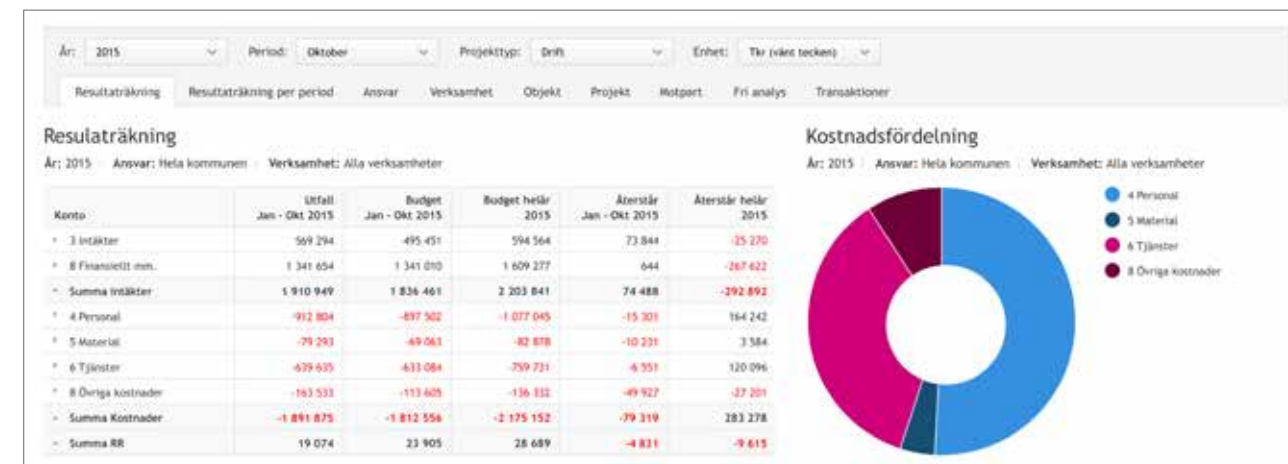 År: 2015 Period: Oktober Projekttyp: Drift Enhet: Tkr (vänt tecken)
Resultaträkning Resultaträkning per period Ansvar Verksamhet Objekt Projekt Motpart Fri analys Transaktioner
Resulaträkning
År: 2015 Ansvar: Hela kommunen Verksamhet: Alla verksamheter
Konto Utfall Jan - Okt 2015 Budget Jan - Okt 2015 Budget helår 2015 Återstår Jan - Okt 2015 Återstår helår 2015
3 Intäkter 569 294 495 451 594 564 73 844 -25 270
8 Finansiellt mm. 1 341 654 1 341 010 1 609 277 644 -267 622
Summa Intäkter 1 910 949 1 836 461 2 203 841 74 488 -292 892
4 Personal -912 804 -897 502 -1 077 045 -15 301 164 242
5 Material -79 293 -69 063 -82 878 -10 231 3 584
6 Tjänster -639 635 -633 084 -759 731 -6 551 120 096
8 Övriga kostnader -163 533 -113 605 -136 332 -49 927 -27 201
Summa Kostnader -1 891 875 -1 812 556 -2 175 152 -79 319 283 278
Summa RR 19 074 23 905 28 689 -4 831 -9 615
Kostnadsfördelning
År: 2015 Ansvar: Hela kommunen Verksamhet: Alla verksamheter
4 Personal
5 Material
6 Tjänster
8 Övriga kostnader